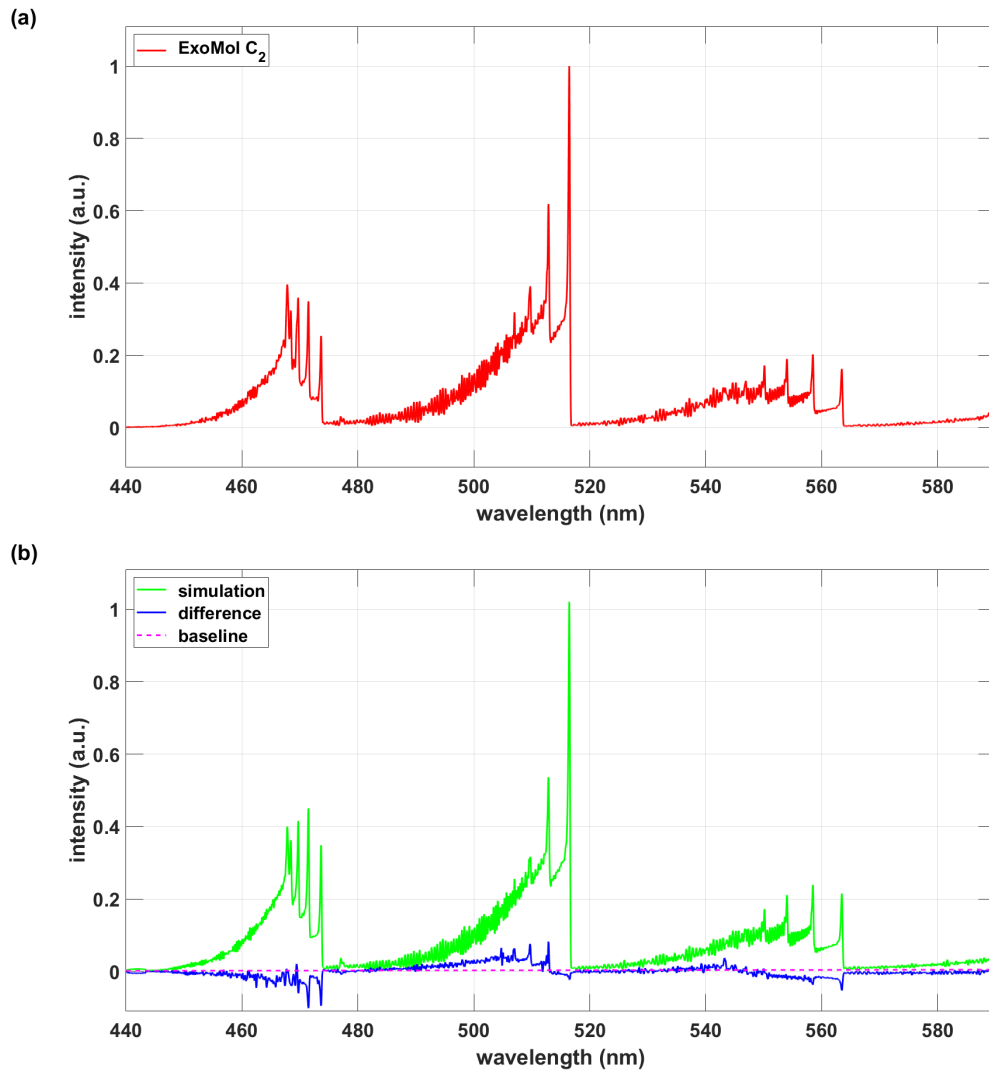 (a)
ExoMol C₂
1
0.8
0.6
0.4
0.2
0
intensity (a.u.)
440 460 480 500 520 540 560 580
wavelength (nm)
(b)
simulation
difference
baseline
1
0.8
0.6
0.4
0.2
0
intensity (a.u.)
440 460 480 500 520 540 560 580
wavelength (nm)